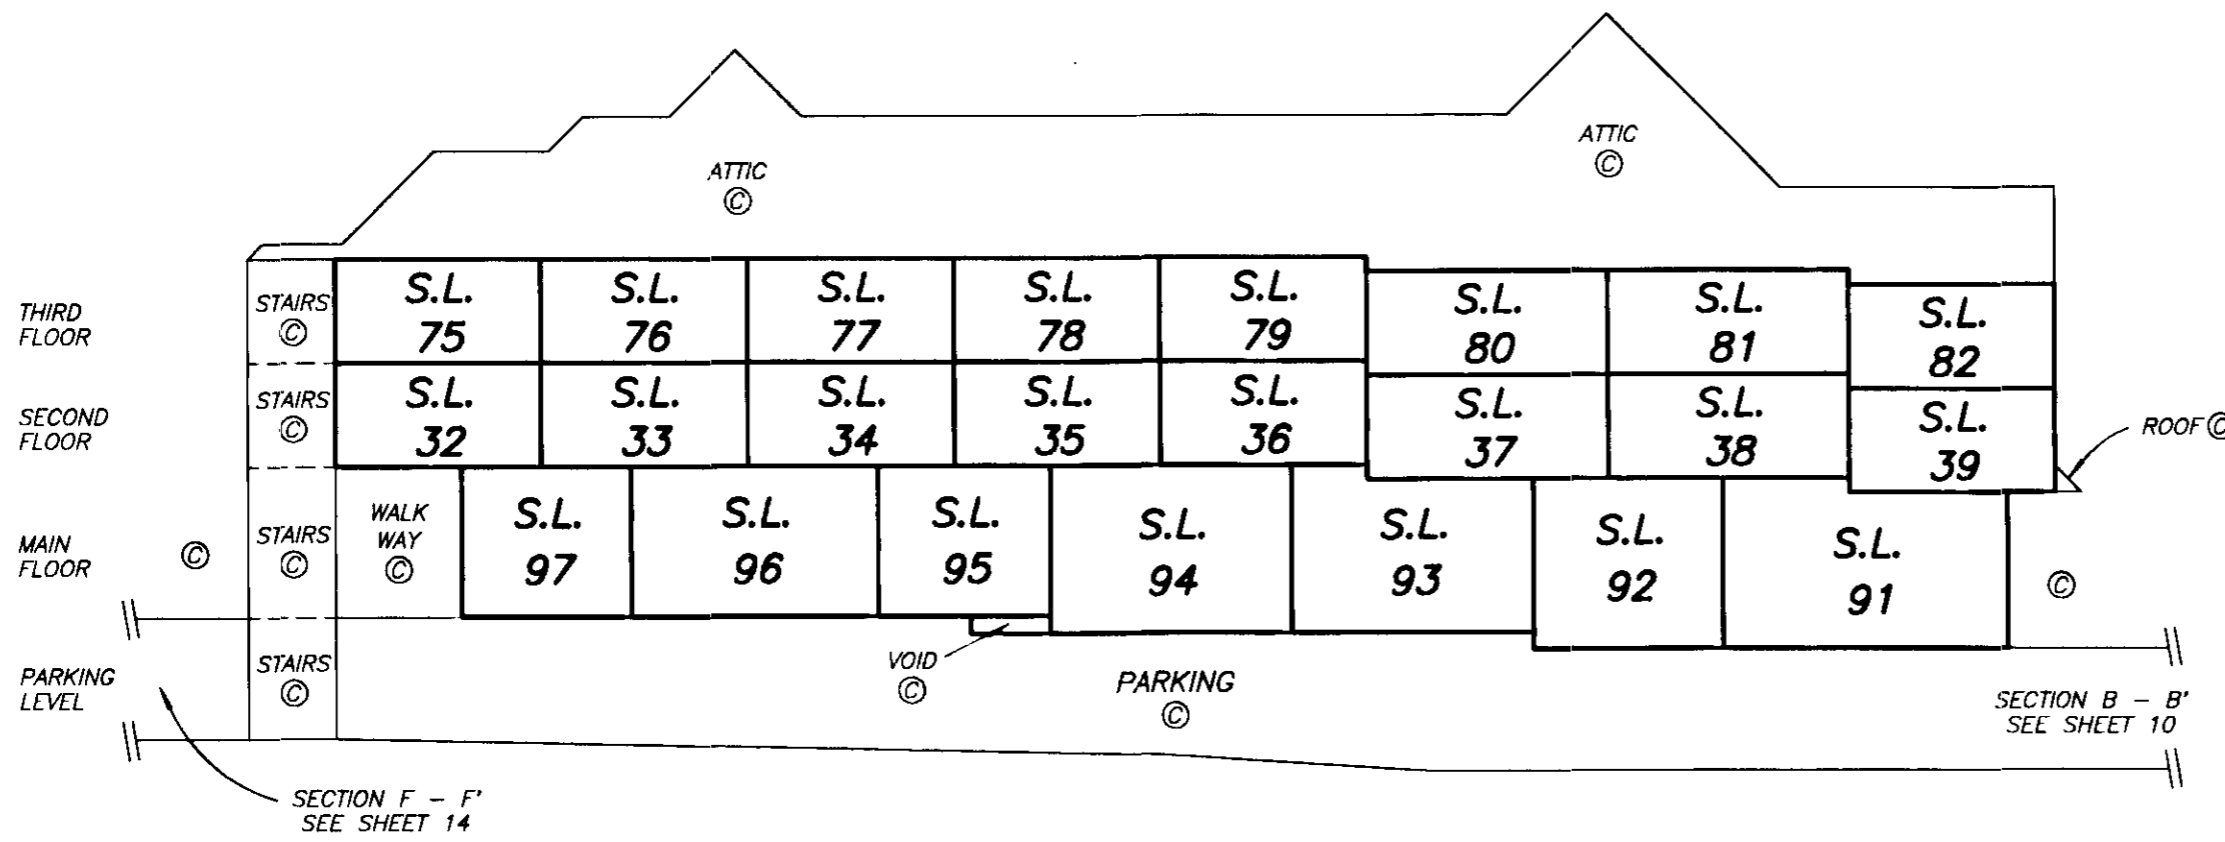 ATTIC
©
ATTIC
©
THIRD
FLOOR
STAIRS
©
S.L.
75
S.L.
76
S.L.
77
S.L.
78
S.L.
79
S.L.
80
S.L.
81
S.L.
82
SECOND
FLOOR
STAIRS
©
S.L.
32
S.L.
33
S.L.
34
S.L.
35
S.L.
36
S.L.
37
S.L.
38
S.L.
39
ROOF ©
MAIN
FLOOR
©
STAIRS
©
WALK
WAY
©
S.L.
97
S.L.
96
S.L.
95
S.L.
94
S.L.
93
S.L.
92
S.L.
91
©
PARKING
LEVEL
STAIRS
©
VOID
©
PARKING
©
SECTION B - B'
SEE SHEET 10
SECTION F - F'
SEE SHEET 14